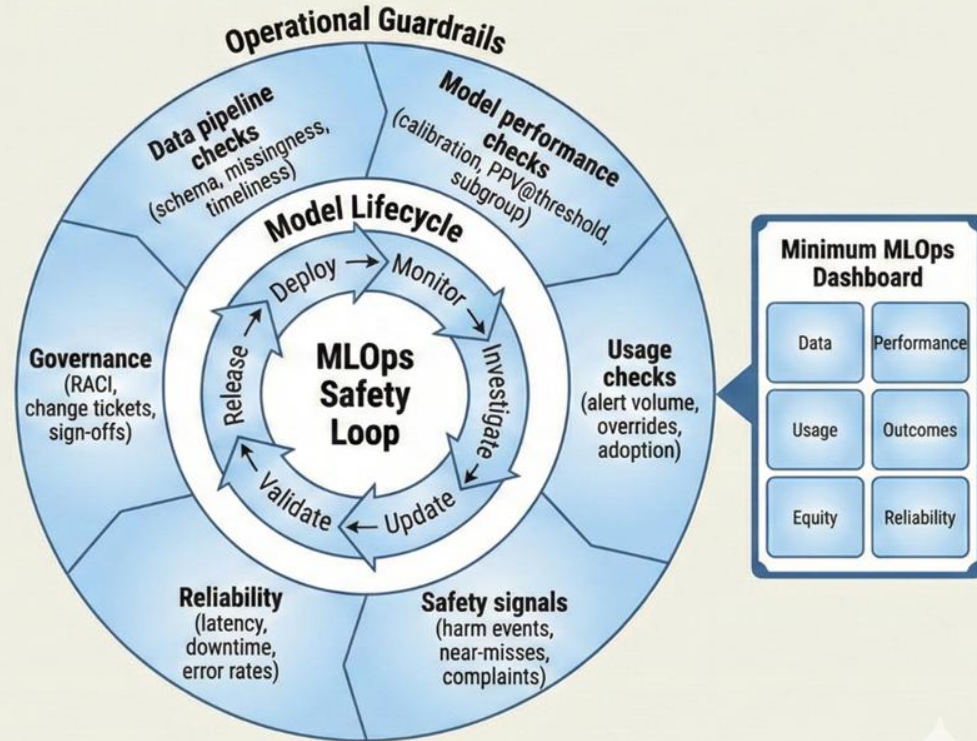 Operational Guardrails
Data pipeline
checks
(schema, missingness,
timeliness)
Model performance
checks
(calibration, PPV@threshold,
subgroup)
Usage
checks
(alert volume,
overrides,
adoption)
Safety signals
(harm events,
near-misses,
complaints)
Reliability
(latency,
downtime,
error rates)
Governance
(RACI,
change tickets,
sign-offs)
Model Lifecycle
Deploy
Monitor
Investigate
Update
Validate
Release
MLOps
Safety
Loop
Minimum MLOps
Dashboard
Data
Performance
Usage
Outcomes
Equity
Reliability